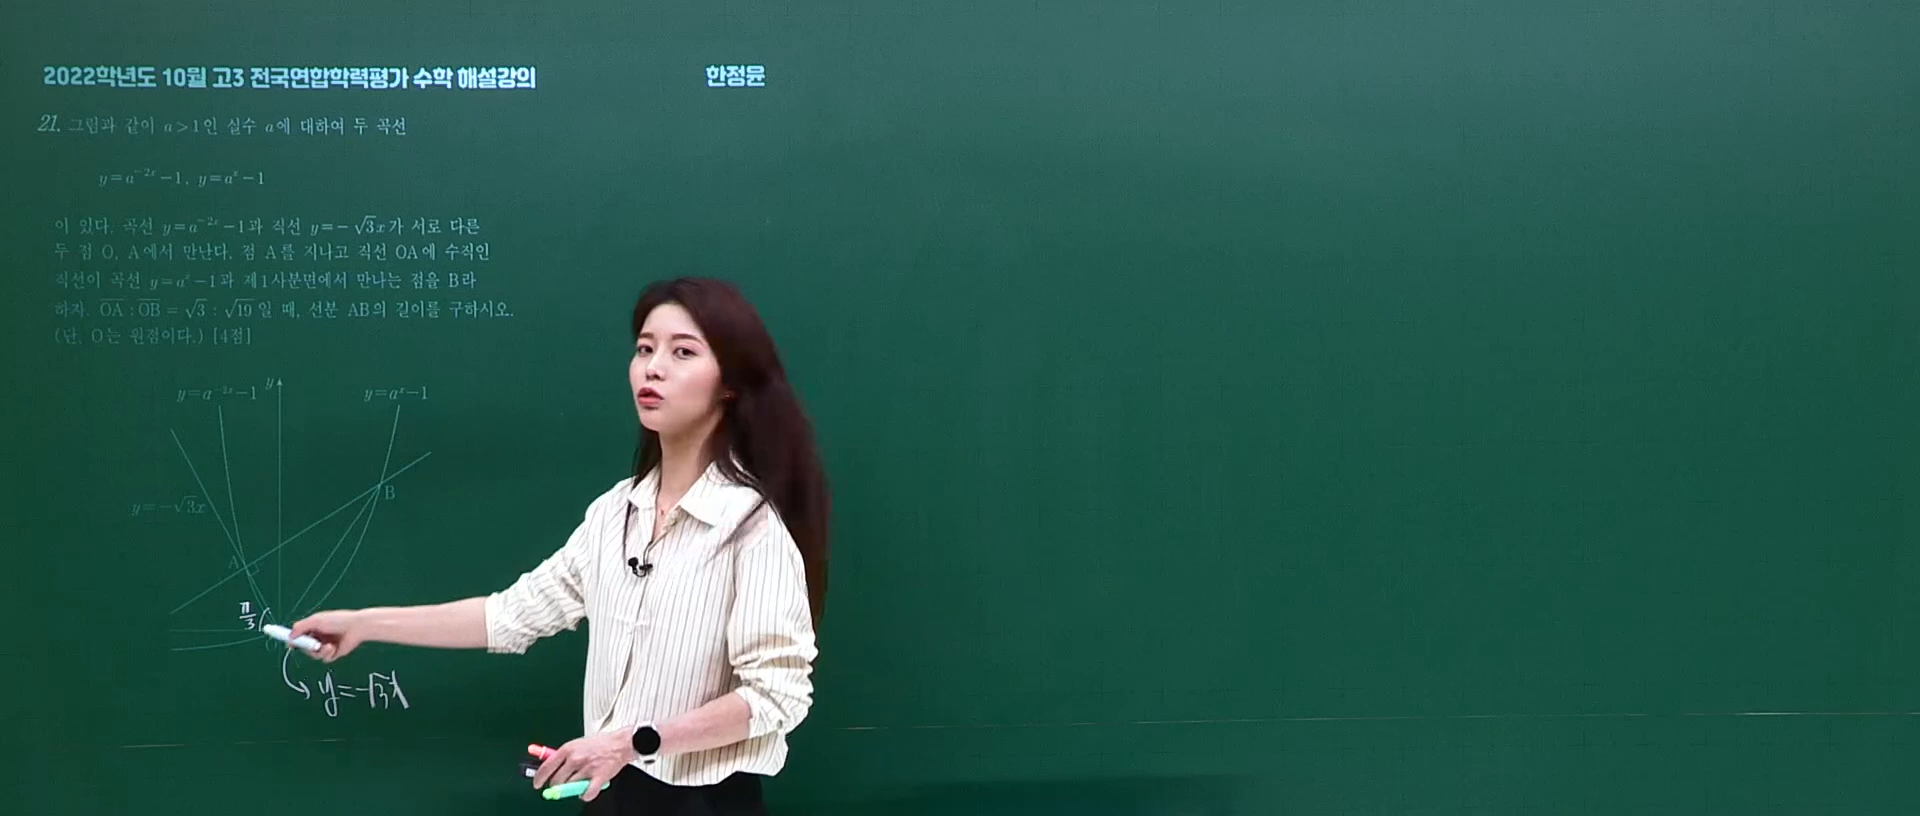 2022학년도 10월 고3 전국연합학력평가 수학 해설강의
한정윤
21. 그림과 같이 a>1인 실수 a에 대하여 두 곡선
y=a⁻²ˣ-1, y=aˣ-1
이 있다. 곡선 y=a⁻²ˣ-1과 직선 y=-√3x가 서로 다른
두 점 O, A에서 만난다. 점 A를 지나고 직선 OA에 수직인
직선이 곡선 y=aˣ-1과 제1사분면에서 만나는 점을 B라
하자. OA : OB = √3 : √19 일 때, 선분 AB의 길이를 구하시오.
(단, O는 원점이다.) [4점]
y=a⁻²ˣ-1
y
y=aˣ-1
B
y=-√3x
A
π/3
y=-√3x